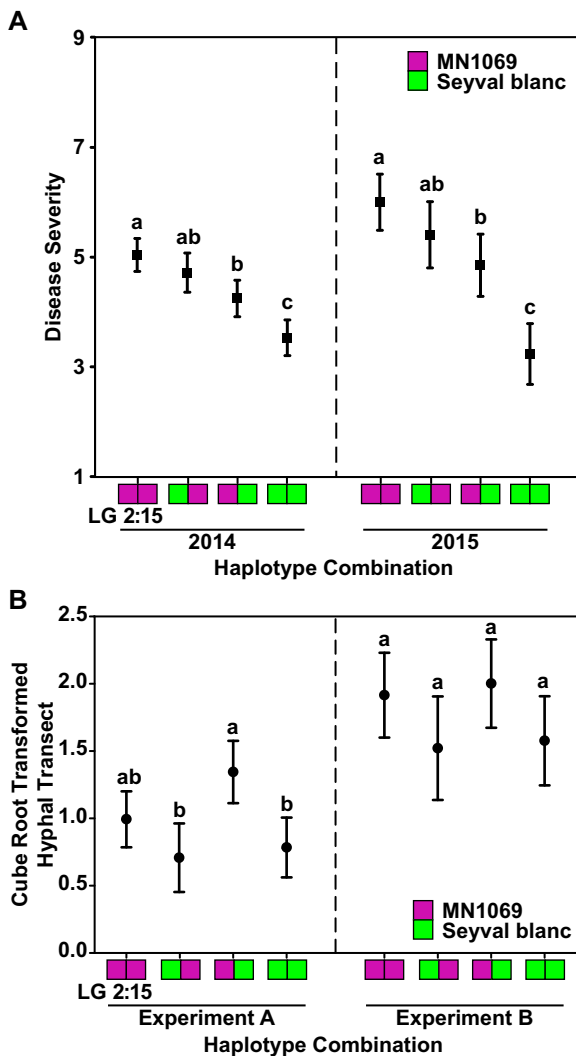 A
9
7
5
3
1
Disease Severity
MN1069
Seyval blanc
a
ab
b
c
a
ab
b
c
LG 2:15
2014
2015
Haplotype Combination
B
2.5
2.0
1.5
1.0
0.5
0.0
Cube Root Transformed
Hyphal Transect
ab
b
a
b
a
a
a
a
MN1069
Seyval blanc
LG 2:15
Experiment A
Experiment B
Haplotype Combination